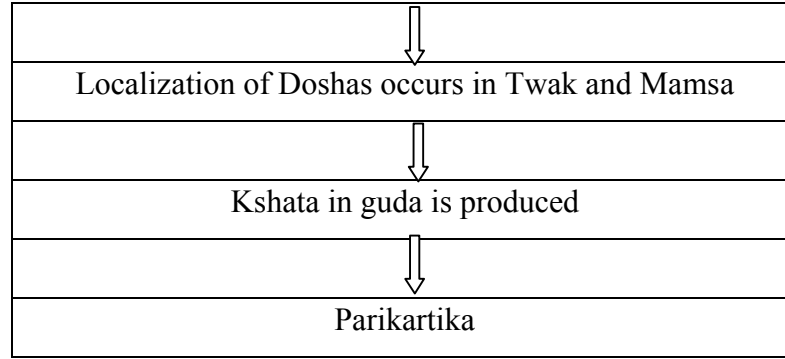 Localization of Doshas occurs in Twak and Mamsa
Kshata in guda is produced
Parikartika